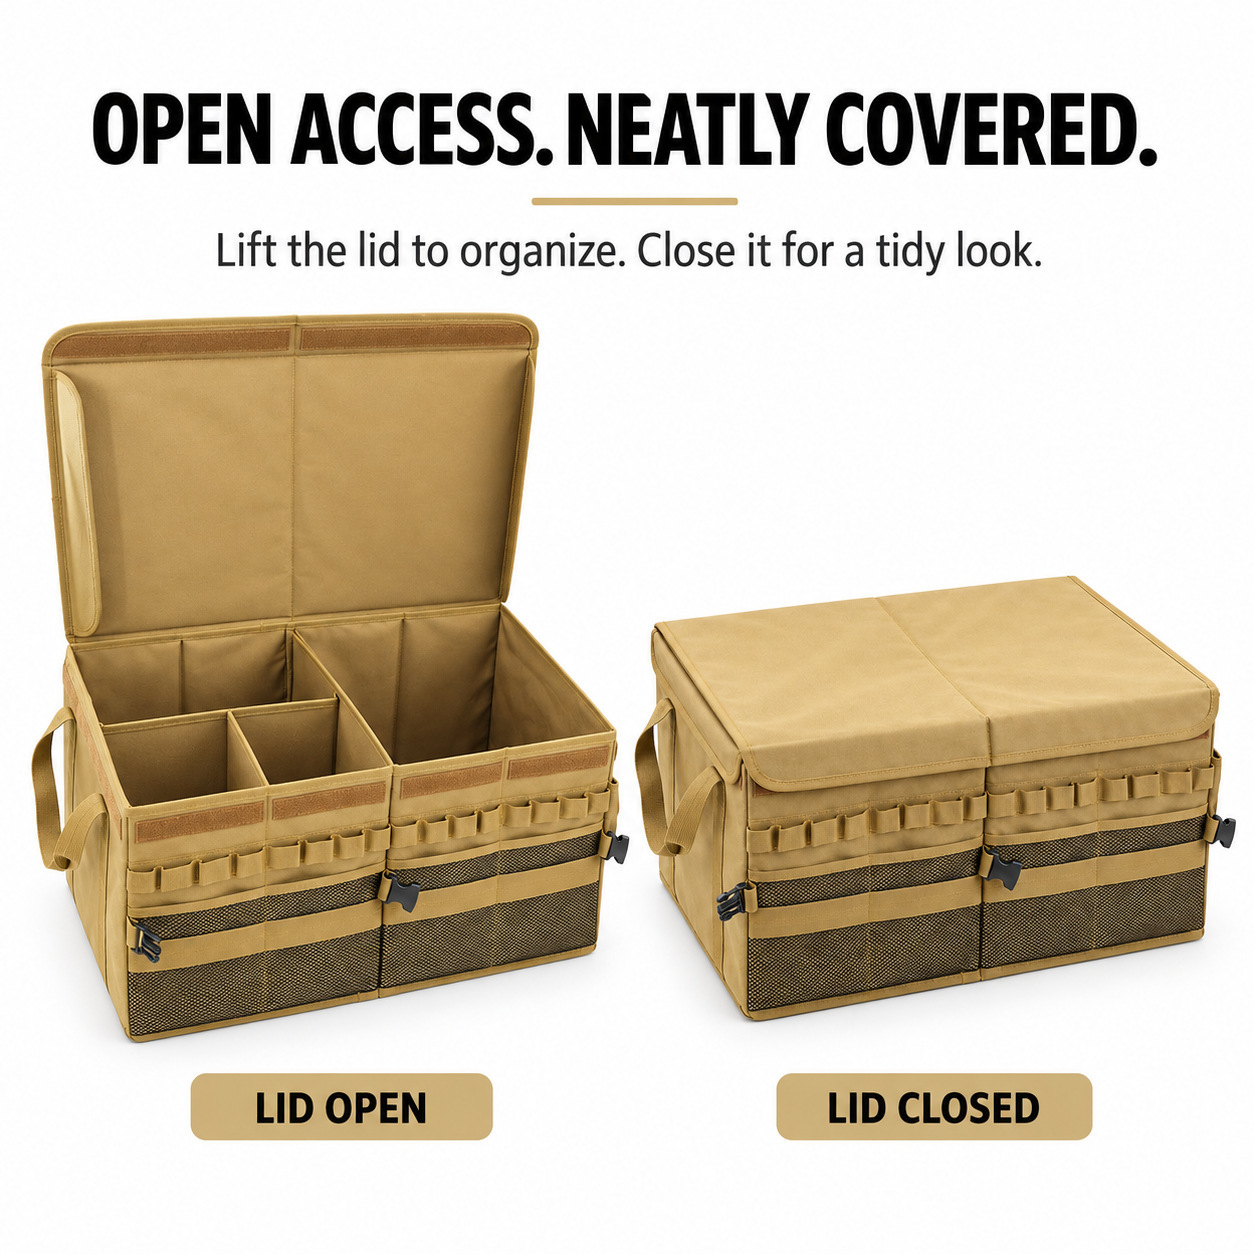 OPEN ACCESS. NEATLY COVERED.
Lift the lid to organize. Close it for a tidy look.
LID OPEN
LID CLOSED